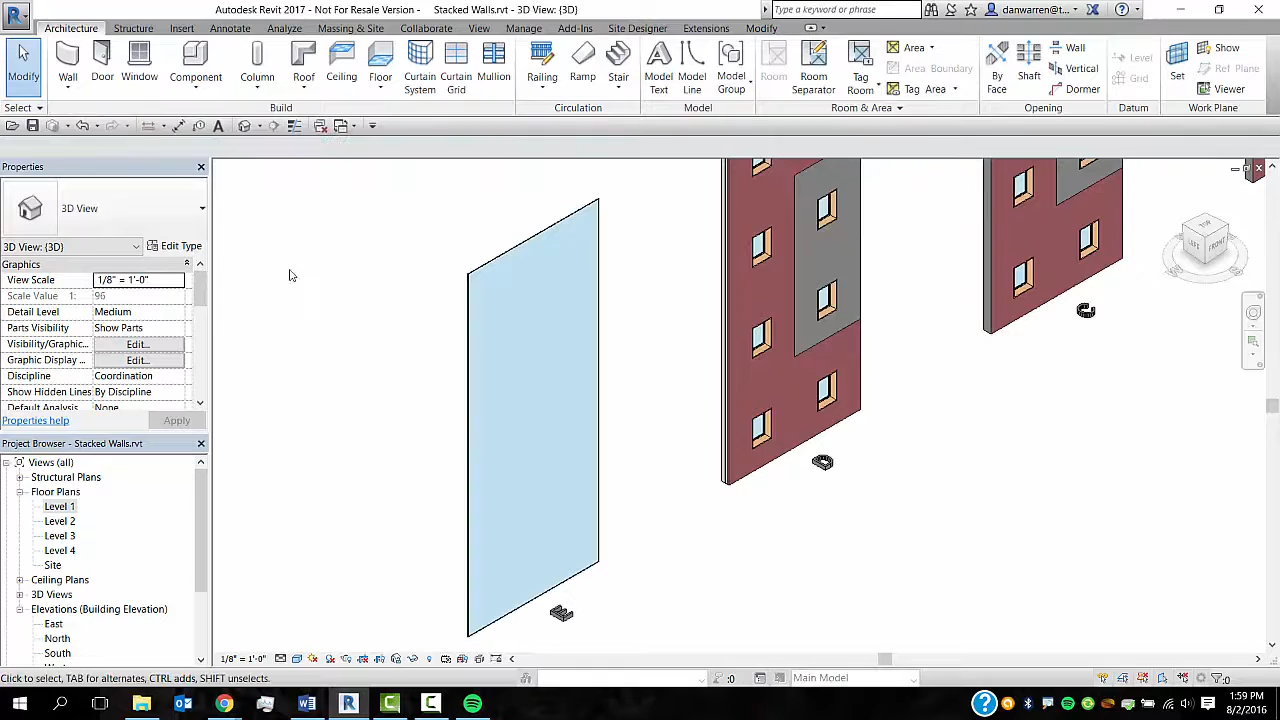 Autodesk Revit 2017 - Not For Resale Version - Stacked Walls.rvt - 3D View: {3D}
Type a keyword or phrase
danwarren@t...
Architecture Structure Insert Annotate Analyze Massing & Site Collaborate View Manage Add-Ins Site Designer Extensions Modify
Modify Wall Door Window Component Column Roof Ceiling Floor Curtain System Curtain Grid Mullion Railing Ramp Stair Model Text Model Line Model Group Room Room Separator Tag Room By Face Shaft Set
Area
Area Boundary
Tag Area
Wall
Vertical
Dormer
Level
Grid
Show
Ref Plane
Viewer
Select Build Circulation Model Room & Area Opening Datum Work Plane
Properties
3D View
3D View: {3D} Edit Type
Graphics
View Scale 1/8" = 1'-0"
Scale Value 1: 96
Detail Level Medium
Parts Visibility Show Parts
Visibility/Graphic... Edit...
Graphic Display ... Edit...
Discipline Coordination
Show Hidden Lines By Discipline
Default Analysis None
Properties help Apply
Project Browser - Stacked Walls.rvt
Views (all)
Structural Plans
Floor Plans
Level 1
Level 2
Level 3
Level 4
Site
Ceiling Plans
3D Views
Elevations (Building Elevation)
East
North
South
TOP
LEFT FRONT
C
D
E
1/8" = 1'-0"
Click to select, TAB for alternates, CTRL adds, SHIFT unselects.
:0
Main Model
:0
1:59 PM
8/2/2016